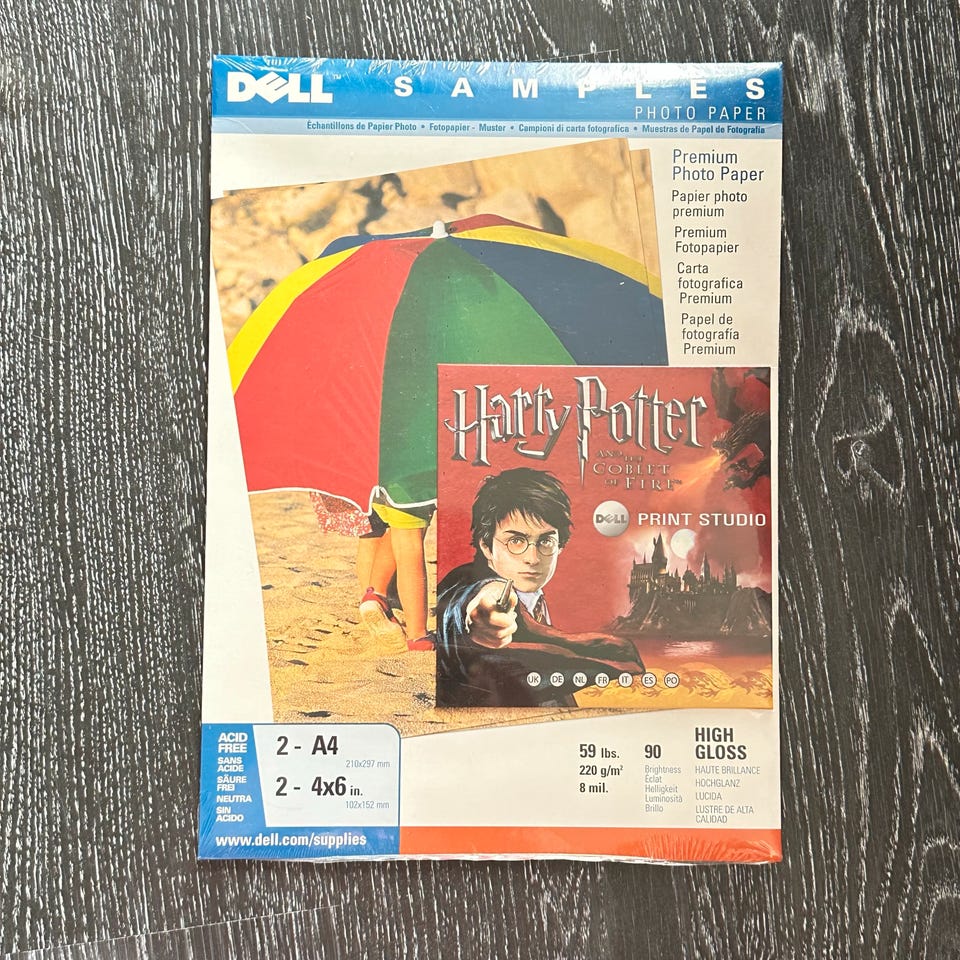 DELL™ SAMPLES
PHOTO PAPER
Échantillons de Papier Photo • Fotopapier - Muster • Campioni di carta fotografica • Muestras de Papel de Fotografía
Premium
Photo Paper
Papier photo
premium
Premium
Fotopapier
Carta
fotografica
Premium
Papel de
fotografía
Premium
Harry Potter
AND THE
GOBLET
OF FIRE™
DELL PRINT STUDIO
UK DE NL FR IT ES PO
ACID
FREE
SANS
ACIDE
SÄURE
FREI
NEUTRA
SIN
ACIDO
2 - A4
210x297 mm
2 - 4x6 in.
102x152 mm
www.dell.com/supplies
59 lbs.
220 g/m²
8 mil.
90
Brightness
Éclat
Helligkeit
Luminosità
Brillo
HIGH
GLOSS
HAUTE BRILLANCE
HOCHGLANZ
LUCIDA
LUSTRE DE ALTA
CALIDAD